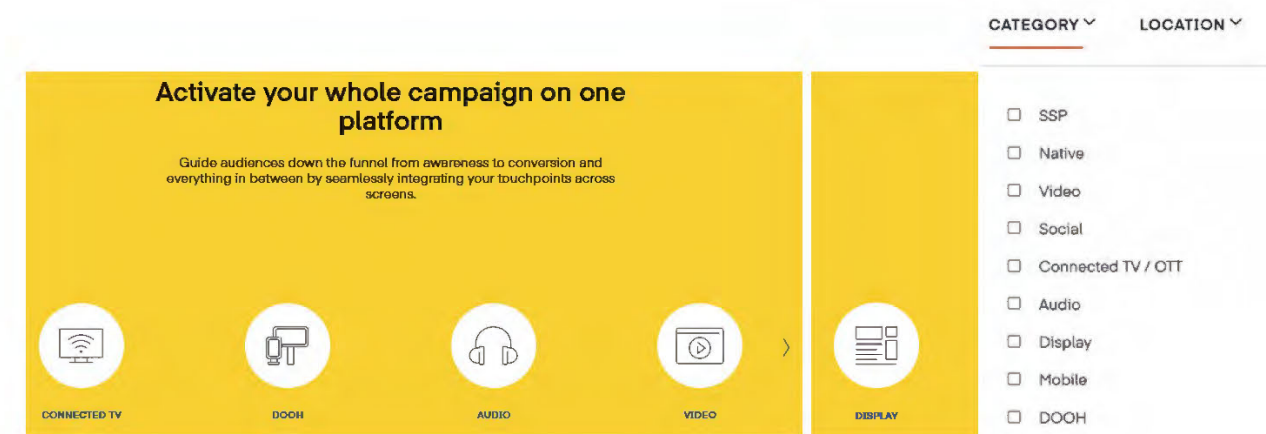 CATEGORY LOCATION
Activate your whole campaign on one
platform
Guide audiences down the funnel from awareness to conversion and
everything in between by seamlessly integrating your touchpoints across
screens.
CONNECTED TV
DOOH
AUDIO
VIDEO
DISPLAY
SSP
Native
Video
Social
Connected TV / OTT
Audio
Display
Mobile
DOOH